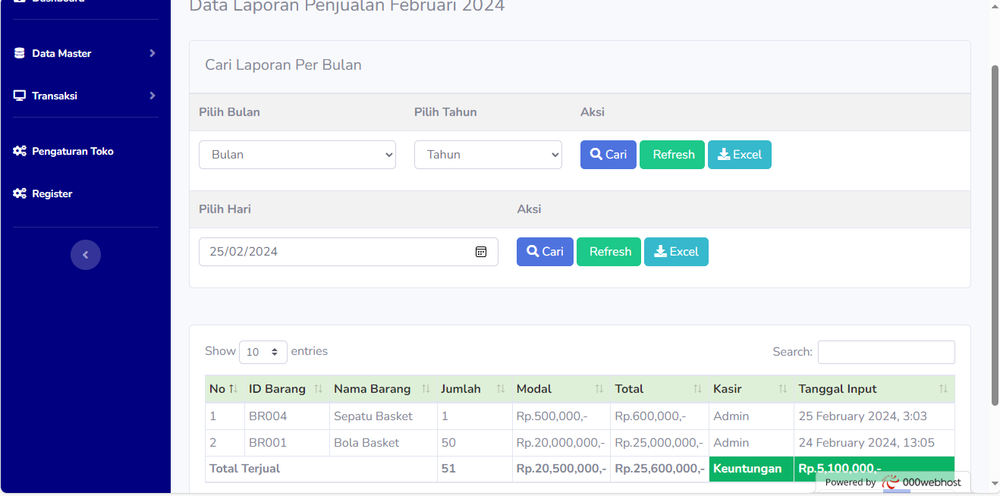 Dashboard
Data Laporan Penjualan Februari 2024
Data Master
Transaksi
Pengaturan Toko
Register
Cari Laporan Per Bulan
Pilih Bulan Pilih Tahun Aksi
Bulan Tahun Cari Refresh Excel
Pilih Hari Aksi
25/02/2024 Cari Refresh Excel
Show 10 entries Search:
No ID Barang Nama Barang Jumlah Modal Total Kasir Tanggal Input
1 BR004 Sepatu Basket 1 Rp.500,000,- Rp.600,000,- Admin 25 February 2024, 3:03
2 BR001 Bola Basket 50 Rp.20,000,000,- Rp.25,000,000,- Admin 24 February 2024, 13:05
Total Terjual 51 Rp.20,500,000,- Rp.25,600,000,- Keuntungan Rp.5,100,000,-
Powered by 000webhost